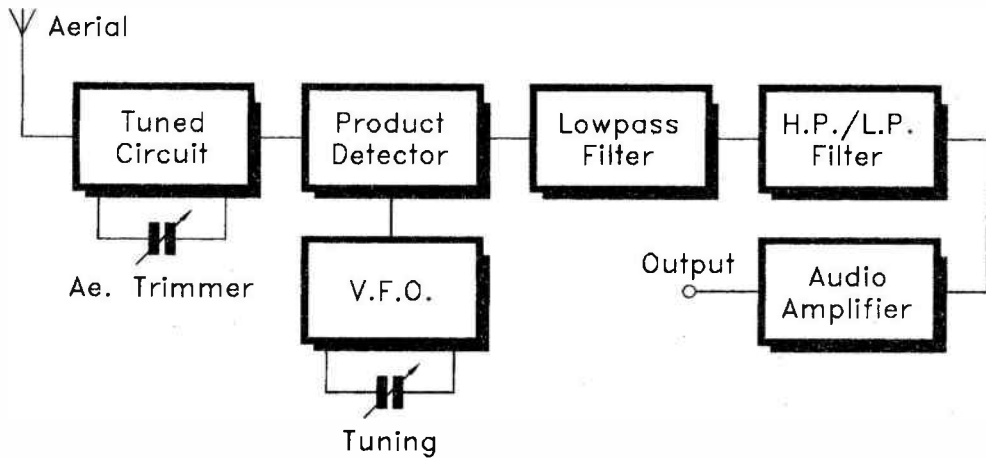 Aerial
Tuned
Circuit
Product
Detector
Lowpass
Filter
H.P./L.P.
Filter
Ae. Trimmer
V.F.O.
Tuning
Output
Audio
Amplifier